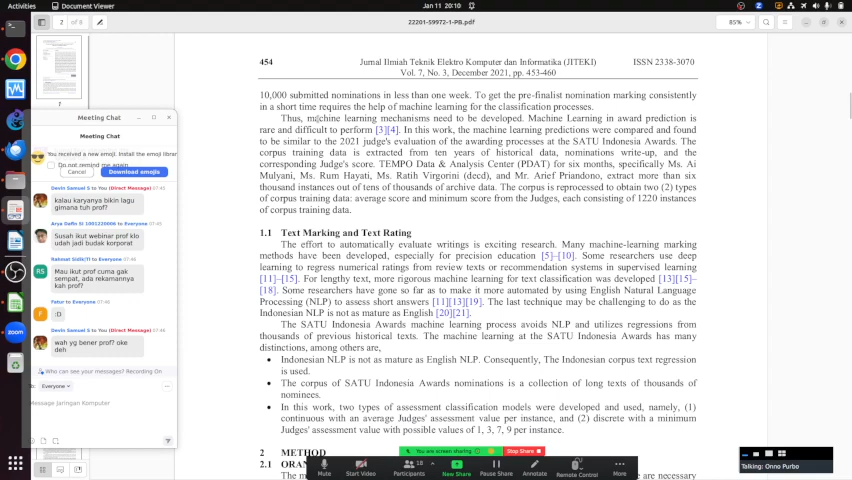 Activities
Document Viewer
Jan 11 20:10
2 of 8
22201-59972-1-PB.pdf
85%
454
Jurnal Ilmiah Teknik Elektro Komputer dan Informatika (JITEKI)
ISSN 2338-3070
Vol. 7, No. 3, December 2021, pp. 453-460
10,000 submitted nominations in less than one week. To get the pre-finalist nomination marking consistently
in a short time requires the help of machine learning for the classification processes.
Thus, machine learning mechanisms need to be developed. Machine Learning in award prediction is
rare and difficult to perform [3][4]. In this work, the machine learning predictions were compared and found
to be similar to the 2021 judge's evaluation of the awarding processes at the SATU Indonesia Awards. The
corpus training data is extracted from ten years of historical data, nominations write-up, and the
corresponding Judge's score. TEMPO Data & Analysis Center (PDAT) for six months, specifically Ms. Ai
Mulyani, Ms. Rum Hayati, Ms. Ratih Virgorini (decd), and Mr. Arief Priandono, extract more than six
thousand instances out of tens of thousands of archive data. The corpus is reprocessed to obtain two (2) types
of corpus training data: average score and minimum score from the Judges, each consisting of 1220 instances
of corpus training data.
1.1 Text Marking and Text Rating
The effort to automatically evaluate writings is exciting research. Many machine-learning marking
methods have been developed, especially for precision education [5]–[10]. Some researchers use deep
learning to regress numerical ratings from review texts or recommendation systems in supervised learning
[11]–[15]. For lengthy text, more rigorous machine learning for text classification was developed [13][15]–
[18]. Some researchers have gone so far as to make it more automated by using English Natural Language
Processing (NLP) to assess short answers [11][13][19]. The last technique may be challenging to do as the
Indonesian NLP is not as mature as English [20][21].
The SATU Indonesia Awards machine learning process avoids NLP and utilizes regressions from
thousands of previous historical texts. The machine learning at the SATU Indonesia Awards has many
distinctions, among others are,
• Indonesian NLP is not as mature as English NLP. Consequently, The Indonesian corpus text regression
is used.
• The corpus of SATU Indonesia Awards nominations is a collection of long texts of thousands of
nominees.
• In this work, two types of assessment classification models were developed and used, namely, (1)
continuous with an average Judges' assessment value per instance, and (2) discrete with a minimum
Judges' assessment value with possible values of 1, 3, 7, 9 per instance.
2 METHOD
2.1 ORAN
The m
e are necessary
Meeting Chat
Meeting Chat
You received a new emoji. Install the emoji librar
Do not remind me again
Cancel
Download emojis
Devin Samuel S to You (Direct Message) 07:45
kalau karyanya bikin lagu
gimana tuh prof?
Arya Dafin SI 1001220006 to Everyone 07:45
Susah ikut webinar prof klo
udah jadi budak korporat
to Everyone 07:46
RS
Mau ikut prof cuma gak
sempat, ada rekamannya
kah prof?
Fatur to Everyone 07:46
F
:D
Devin Samuel S to You (Direct Message) 07:46
wah yg bener prof? oke
deh
Who can see your messages? Recording On
To: Everyone
Message Jaringan Komputer
zoom
You are screen sharing
Stop Share
Mute
Start Video
Participants 18
New Share
Pause Share
Annotate
Remote Control
More
Talking: Onno Purbo